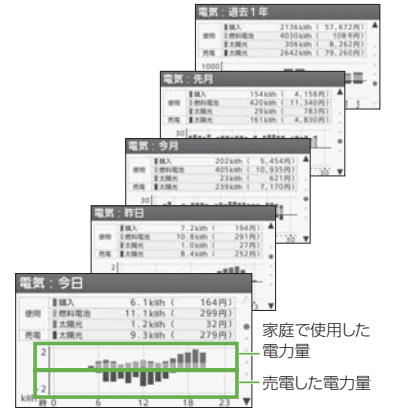 電気：過去1年
購入 2136kWh ( 57,672円)
使用 燃料電池 4030kWh ( 108千円)
太陽光 306kWh ( 8,262円)
売電 太陽光 2642kWh ( 79,260円)
1000
電気：先月
購入 154kWh ( 4,158円)
使用 燃料電池 420kWh ( 11,340円)
太陽光 29kWh ( 783円)
売電 太陽光 161kWh ( 4,830円)
30
30
電気：今月
購入 202kWh ( 5,454円)
使用 燃料電池 405kWh ( 10,935円)
太陽光 23kWh ( 621円)
売電 太陽光 239kWh ( 7,170円)
30
30
電気：昨日
購入 7.2kWh ( 194円)
使用 燃料電池 10.8kWh ( 291円)
太陽光 1.0kWh ( 27円)
売電 太陽光 8.4kWh ( 252円)
2
電気：今日
購入 6.1kWh ( 164円)
使用 燃料電池 11.1kWh ( 299円)
太陽光 1.2kWh ( 32円)
売電 太陽光 9.3kWh ( 279円)
2
2
kWh 時 0 6 12 18 23
家庭で使用した
電力量
売電した電力量